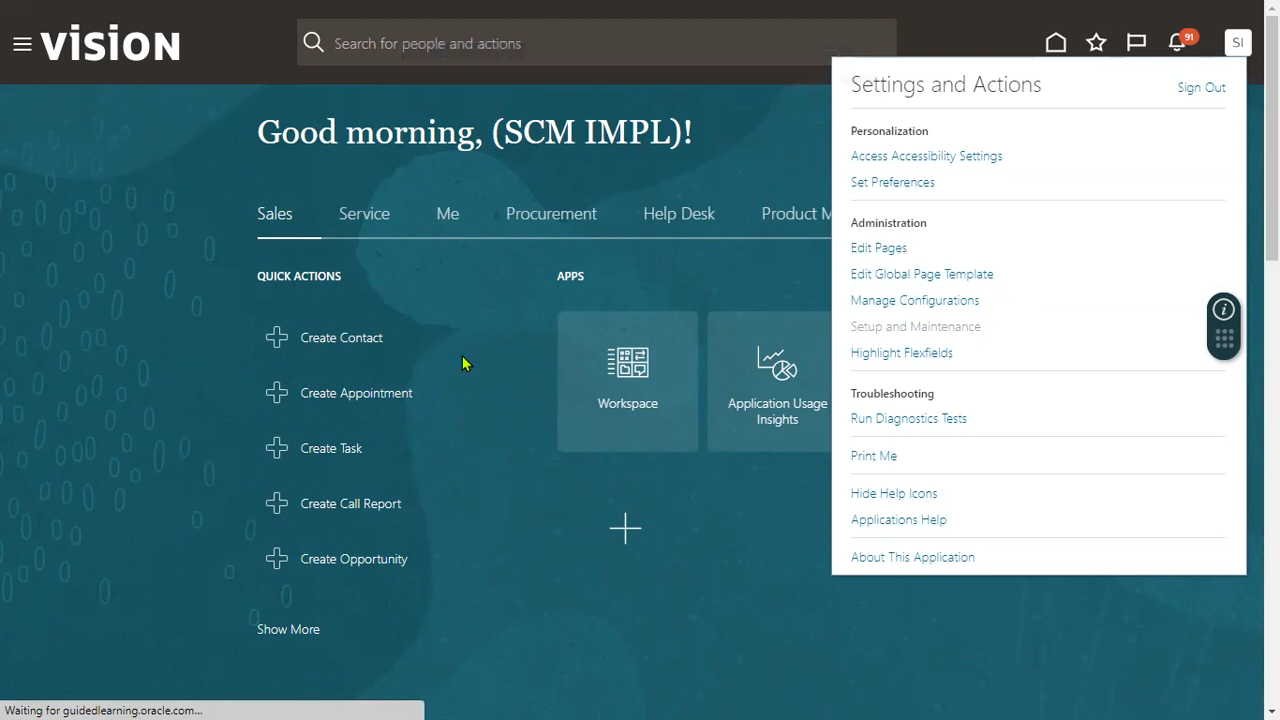 vision
Search for people and actions
91
SI
Settings and Actions
Sign Out
Personalization
Access Accessibility Settings
Set Preferences
Administration
Edit Pages
Edit Global Page Template
Manage Configurations
Setup and Maintenance
Highlight Flexfields
Troubleshooting
Run Diagnostics Tests
Print Me
Hide Help Icons
Applications Help
About This Application
Good morning, (SCM IMPL)!
Sales
Service
Me
Procurement
Help Desk
Product M
QUICK ACTIONS
Create Contact
Create Appointment
Create Task
Create Call Report
Create Opportunity
Show More
APPS
Workspace
Application Usage
Insights
Waiting for guidedlearning.oracle.com...